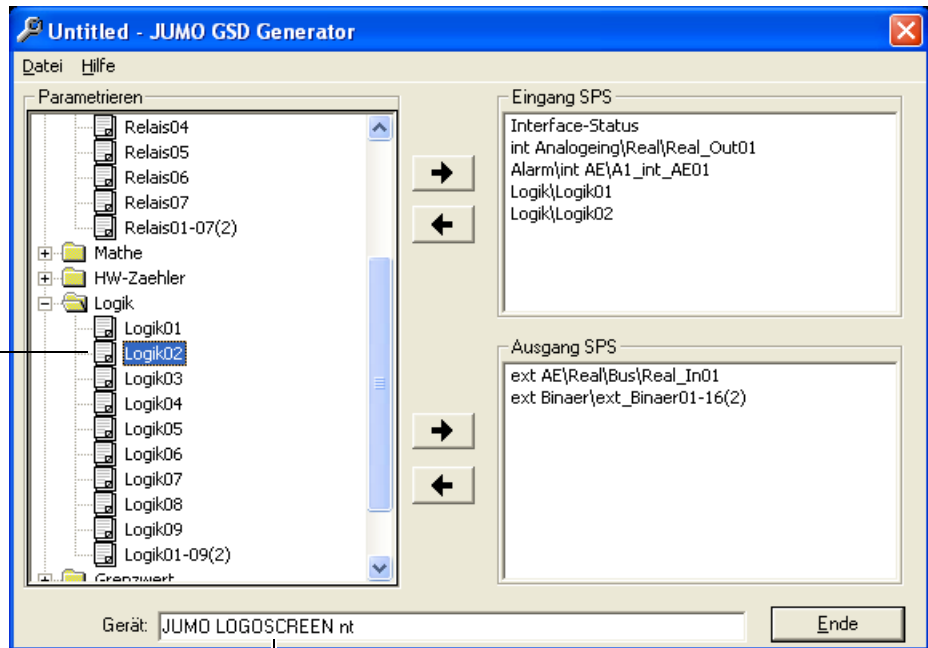 Untitled - JUMO GSD Generator
Datei Hilfe
Parametrieren
Relais04
Relais05
Relais06
Relais07
Relais01-07(2)
Mathe
HW-Zaehler
Logik
Logik01
Logik02
Logik03
Logik04
Logik05
Logik06
Logik07
Logik08
Logik09
Logik01-09(2)
Grenzwert
Eingang SPS
Interface-Status
int Analogeing\Real\Real_Out01
Alarm\int AE\A1_int_AE01
Logik\Logik01
Logik\Logik02
Ausgang SPS
ext AE\Real\Bus\Real_In01
ext Binaer\ext_Binaer01-16(2)
Gerät: JUMO LOGOSCREEN nt
Ende